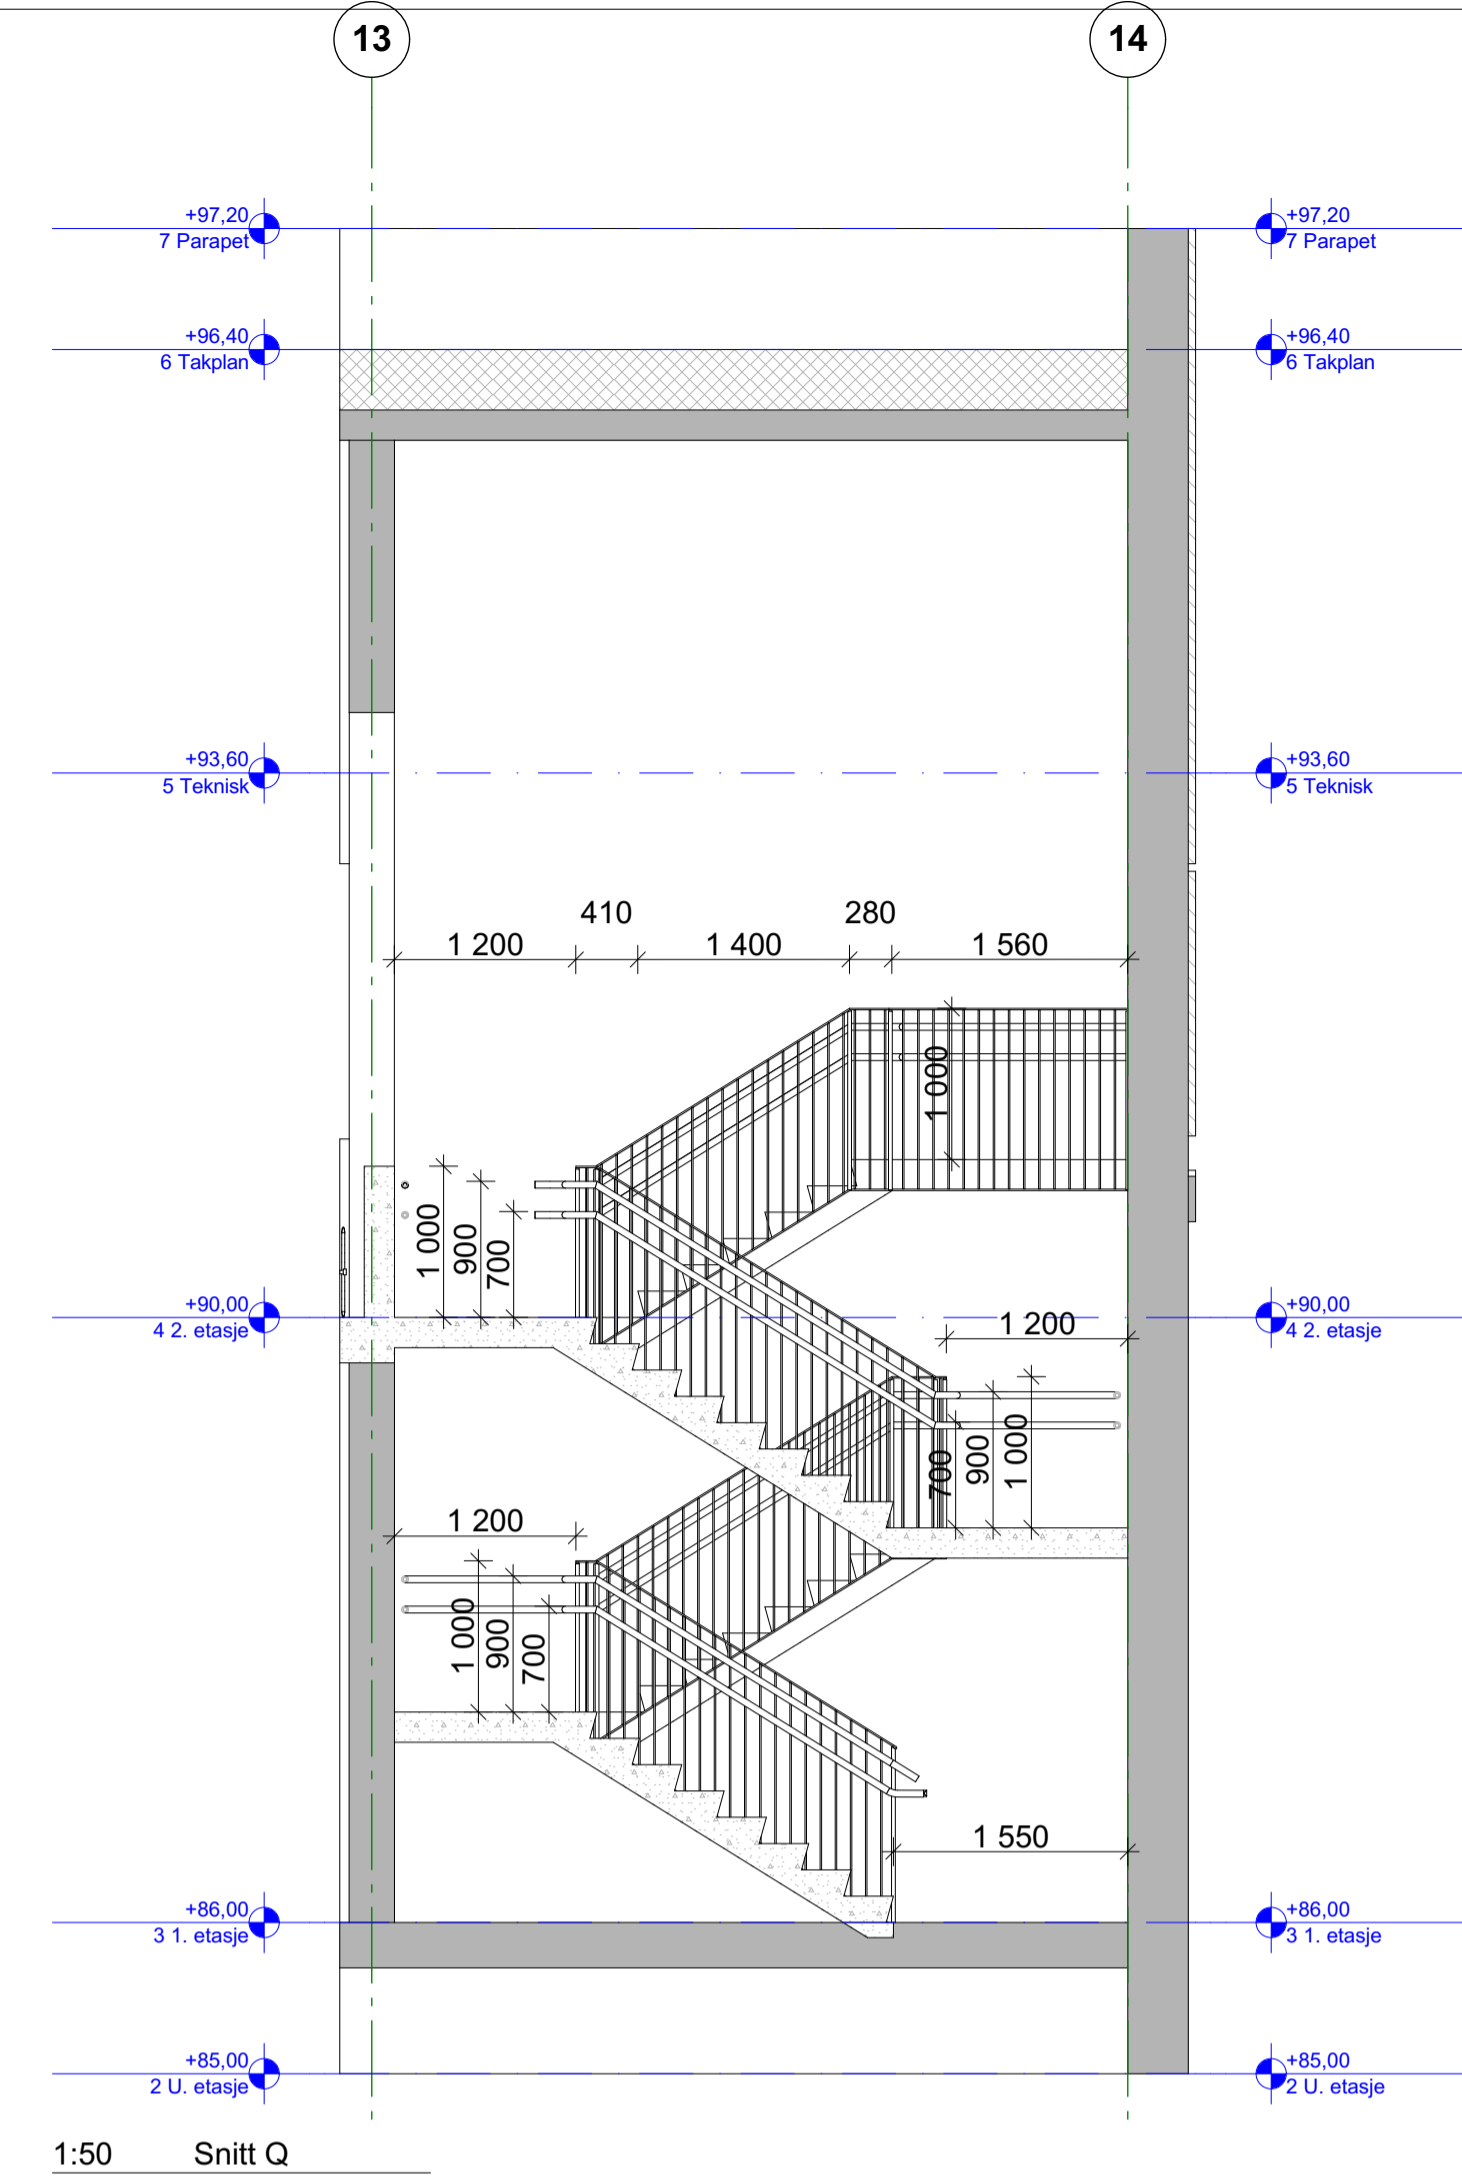 13 14
+97,20 +97,20
7 Parapet 7 Parapet
+96,40 +96,40
6 Takplan 6 Takplan
+93,60 +93,60
5 Teknisk 5 Teknisk
410 280
1 200 1 400 1 560
1 000
1 000 900 700
+90,00 +90,00
4 2. etasje 4 2. etasje
1 200
700 900 1 000
1 200
1 000 900 700
1 550
+86,00 +86,00
3 1. etasje 3 1. etasje
+85,00 +85,00
2 U. etasje 2 U. etasje
1:50 Snitt Q